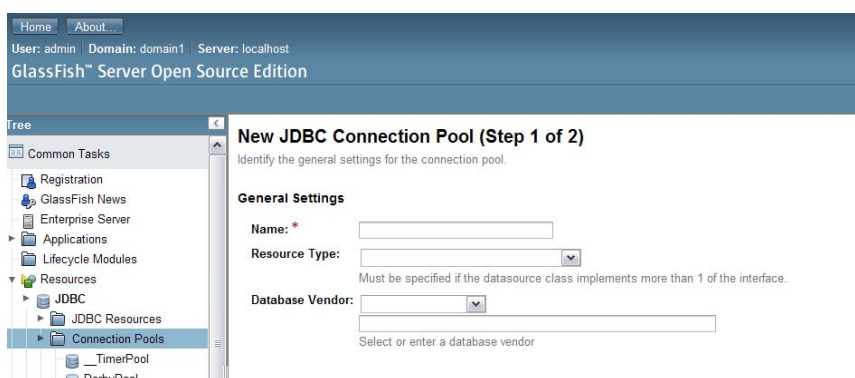 Home About...
User: admin Domain: domain1 Server: localhost
GlassFish™ Server Open Source Edition
Tree
Common Tasks
Registration
GlassFish News
Enterprise Server
Applications
Lifecycle Modules
Resources
JDBC
JDBC Resources
Connection Pools
__TimerPool
DerbyPool
New JDBC Connection Pool (Step 1 of 2)
Identify the general settings for the connection pool.
General Settings
Name: *
Resource Type:
Must be specified if the datasource class implements more than 1 of the interface.
Database Vendor:
Select or enter a database vendor